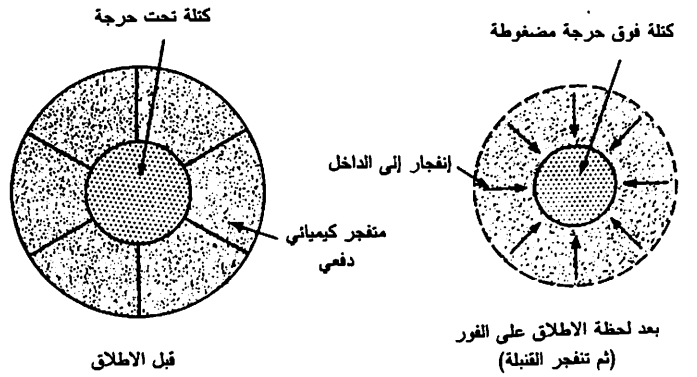 كتلة تحت حرجة
كتلة فوق حرجة مضغوطة
إنفجار إلى الداخل
متفجر كيميائي
دفعي
قبل الاطلاق
بعد لحظة الاطلاق على الفور
(ثم تنفجر القنبلة)